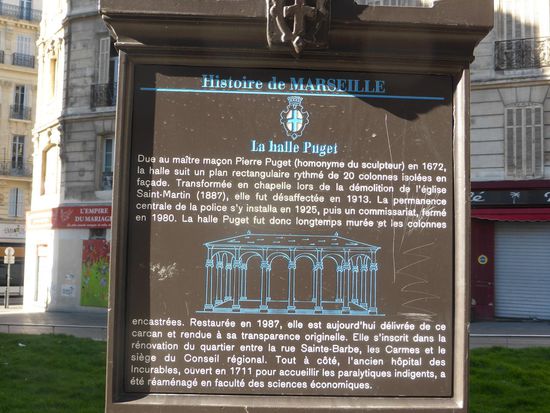 Histoire de MARSEILLE
La halle Puget
Due au maître maçon Pierre Puget (homonyme du sculpteur) en 1672,
la halle suit un plan rectangulaire rythmé de 20 colonnes isolées en
façade. Transformée en chapelle lors de la démolition de l'église
Saint-Martin (1887), elle fut désaffectée en 1913. La permanence
centrale de la police s'y installa en 1925, puis un commissariat, fermé
en 1980. La halle Puget fut donc longtemps murée et les colonnes
encastrées. Restaurée en 1987, elle est aujourd'hui délivrée de ce
carcan et rendue à sa transparence originelle. Elle s'inscrit dans la
rénovation du quartier entre la rue Sainte-Barbe, les Carmes et le
siège du Conseil régional. Tout à côté, l'ancien hôpital des
Incurables, ouvert en 1711 pour accueillir les paralytiques indigents, a
été réaménagé en faculté des sciences économiques.
L'EMPIRE
DU MARIAGE